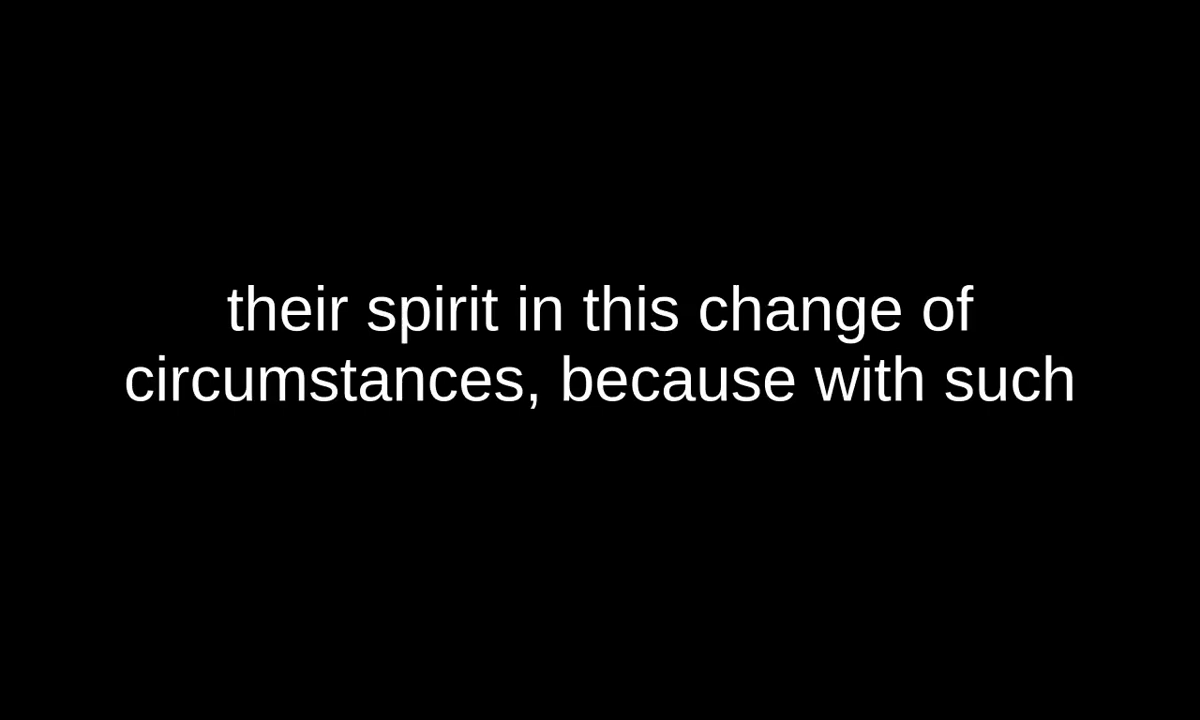 their spirit in this change of
circumstances, because with such